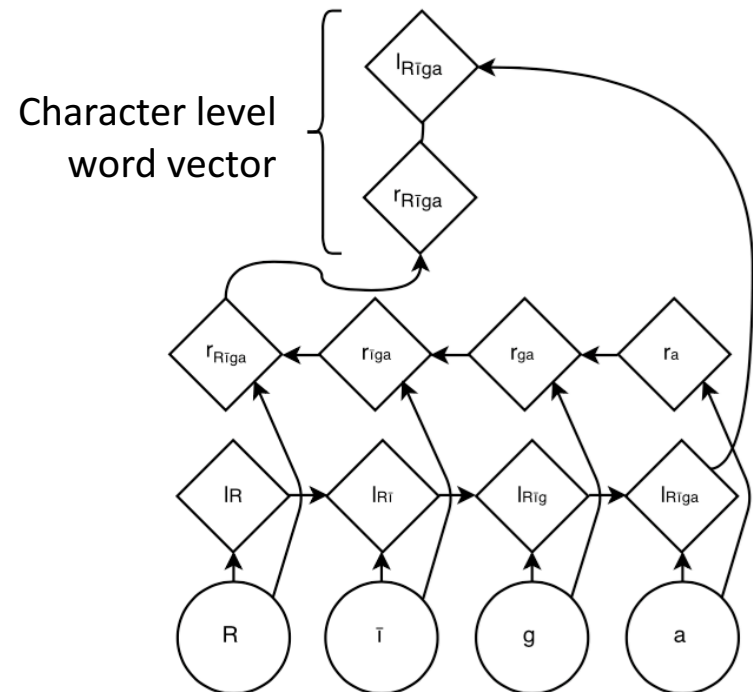 Character level
word vector
lRīga
rRīga
rRīga
rīga
rga
ra
lR
lRī
lRīg
lRīga
R
ī
g
a